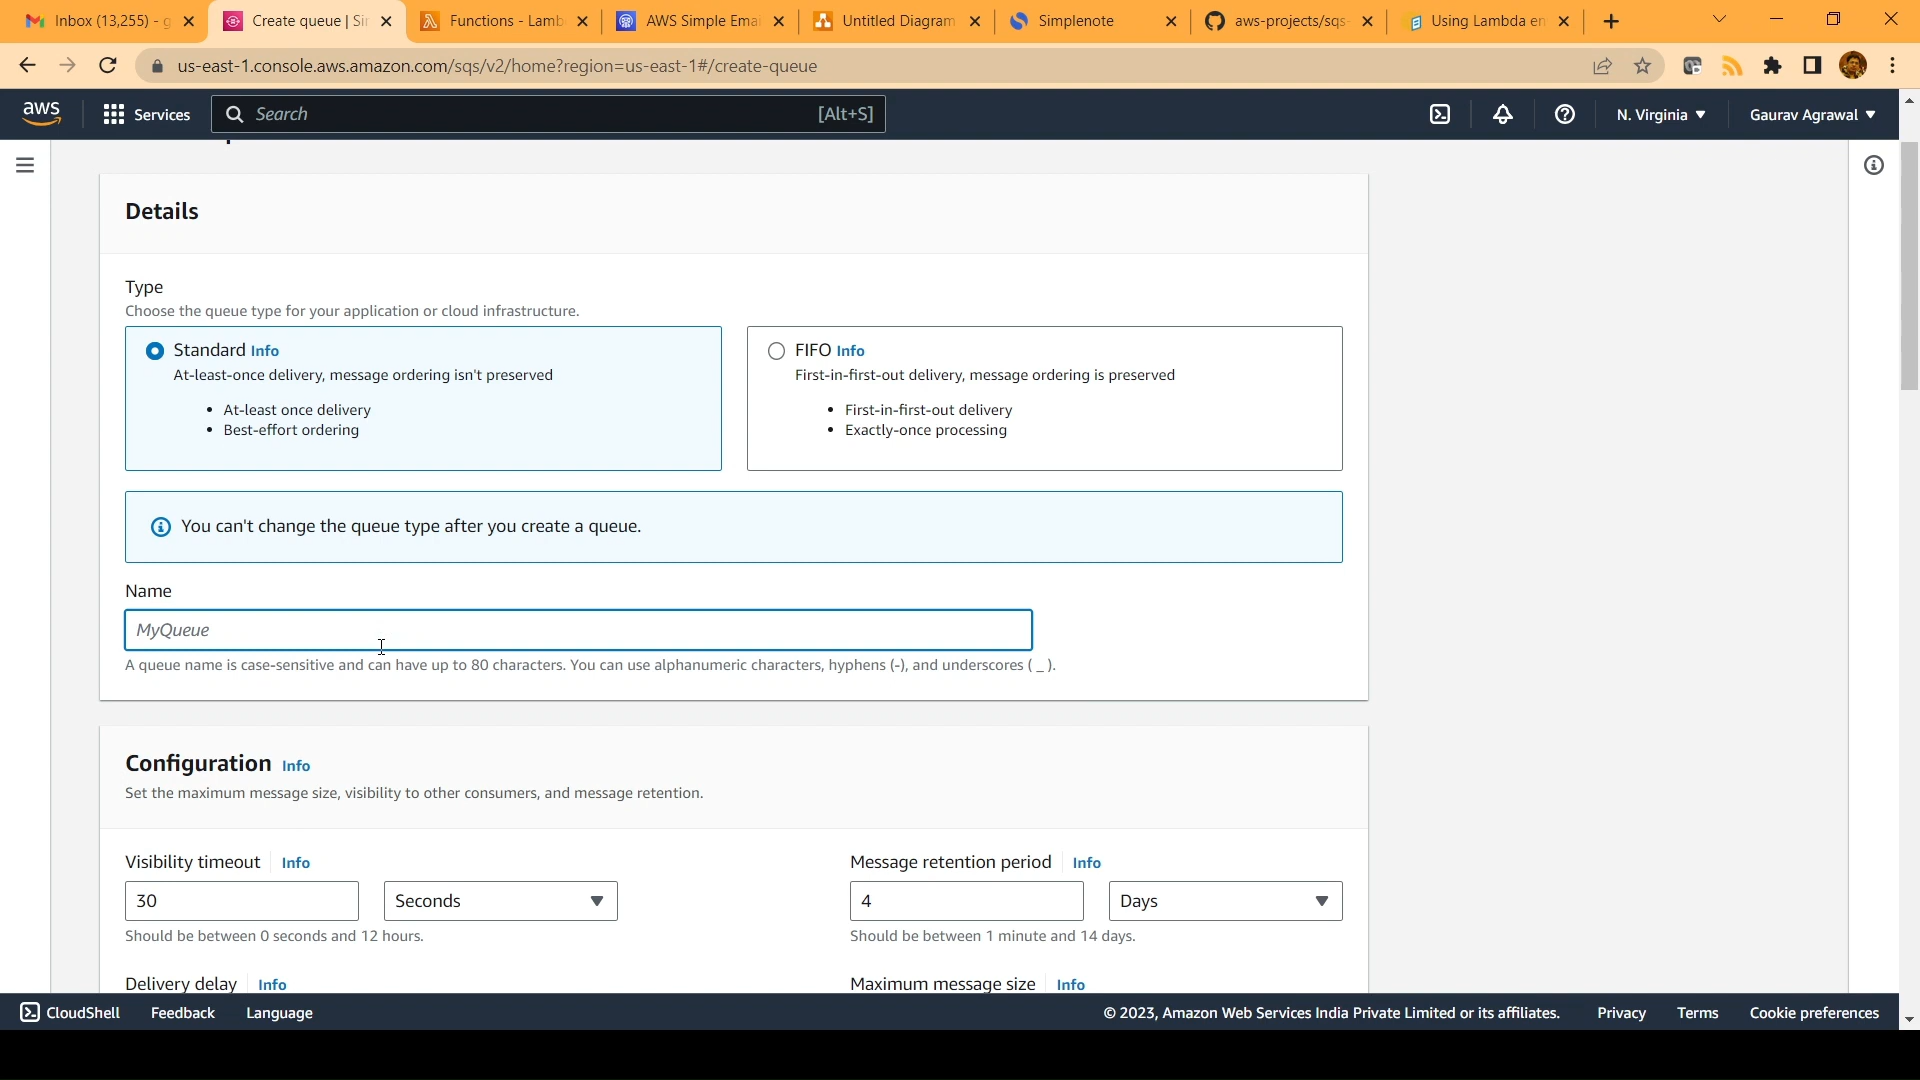 Inbox (13,255) - g
Create queue | Sir
Functions - Lamb
AWS Simple Emai
Untitled Diagram
Simplenote
aws-projects/sqs-
Using Lambda en
us-east-1.console.aws.amazon.com/sqs/v2/home?region=us-east-1#/create-queue
aws
Services
Search
[Alt+S]
N. Virginia
Gaurav Agrawal
Details
Type
Choose the queue type for your application or cloud infrastructure.
Standard Info
At-least-once delivery, message ordering isn't preserved
• At-least once delivery
• Best-effort ordering
FIFO Info
First-in-first-out delivery, message ordering is preserved
• First-in-first-out delivery
• Exactly-once processing
You can't change the queue type after you create a queue.
Name
MyQueue
A queue name is case-sensitive and can have up to 80 characters. You can use alphanumeric characters, hyphens (-), and underscores ( _ ).
Configuration Info
Set the maximum message size, visibility to other consumers, and message retention.
Visibility timeout Info
30
Seconds
Should be between 0 seconds and 12 hours.
Message retention period Info
4
Days
Should be between 1 minute and 14 days.
Delivery delay Info
Maximum message size Info
CloudShell
Feedback
Language
© 2023, Amazon Web Services India Private Limited or its affiliates.
Privacy
Terms
Cookie preferences